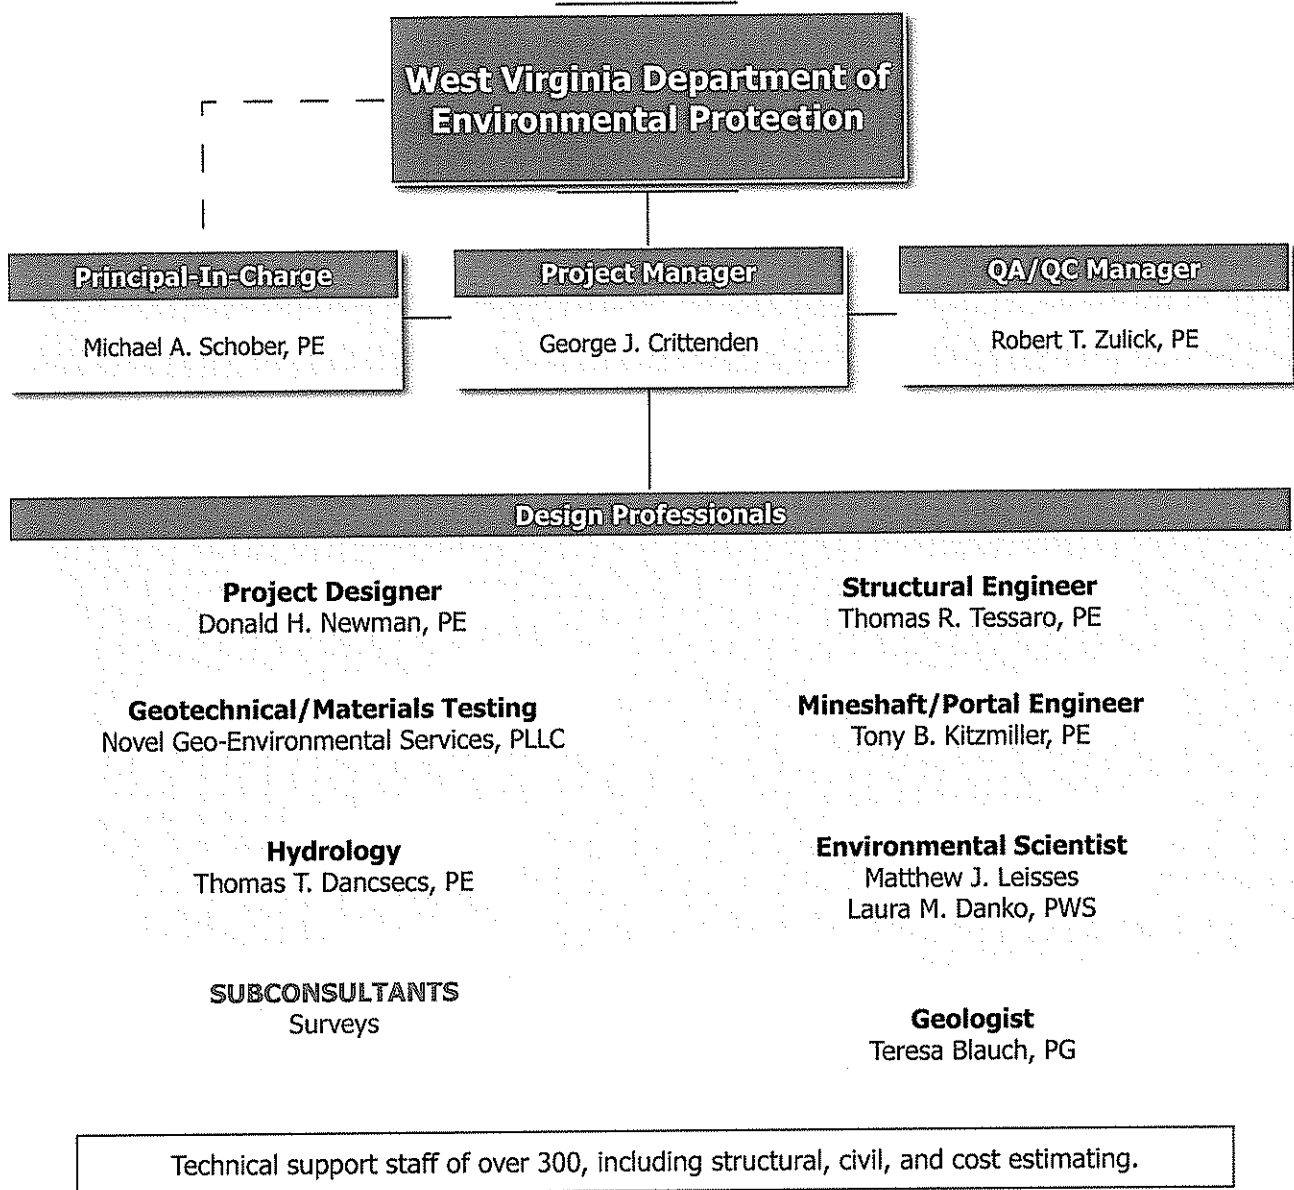 West Virginia Department of
Environmental Protection
Principal-In-Charge
Michael A. Schober, PE
Project Manager
George J. Crittenden
QA/QC Manager
Robert T. Zulick, PE
Design Professionals
Project Designer
Donald H. Newman, PE
Structural Engineer
Thomas R. Tessaro, PE
Geotechnical/Materials Testing
Novel Geo-Environmental Services, PLLC
Mineshaft/Portal Engineer
Tony B. Kitzmiller, PE
Hydrology
Thomas T. Dancsecs, PE
Environmental Scientist
Matthew J. Leisses
Laura M. Danko, PWS
SUBCONSULTANTS
Surveys
Geologist
Teresa Blauch, PG
Technical support staff of over 300, including structural, civil, and cost estimating.